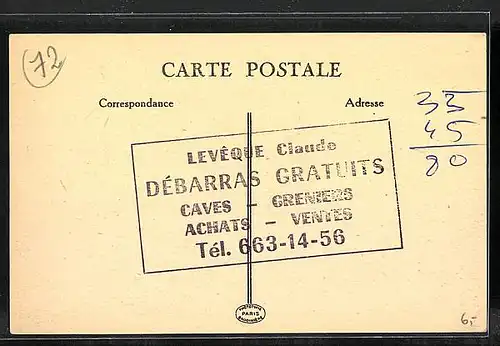 72
CARTE POSTALE
Correspondance
Adresse
35
45
80
LEVÊQUE Claude
DÉBARRAS GRATUITS
CAVES - GRENIERS
ACHATS - VENTES
Tél. 663-14-56
PARIS
6,-